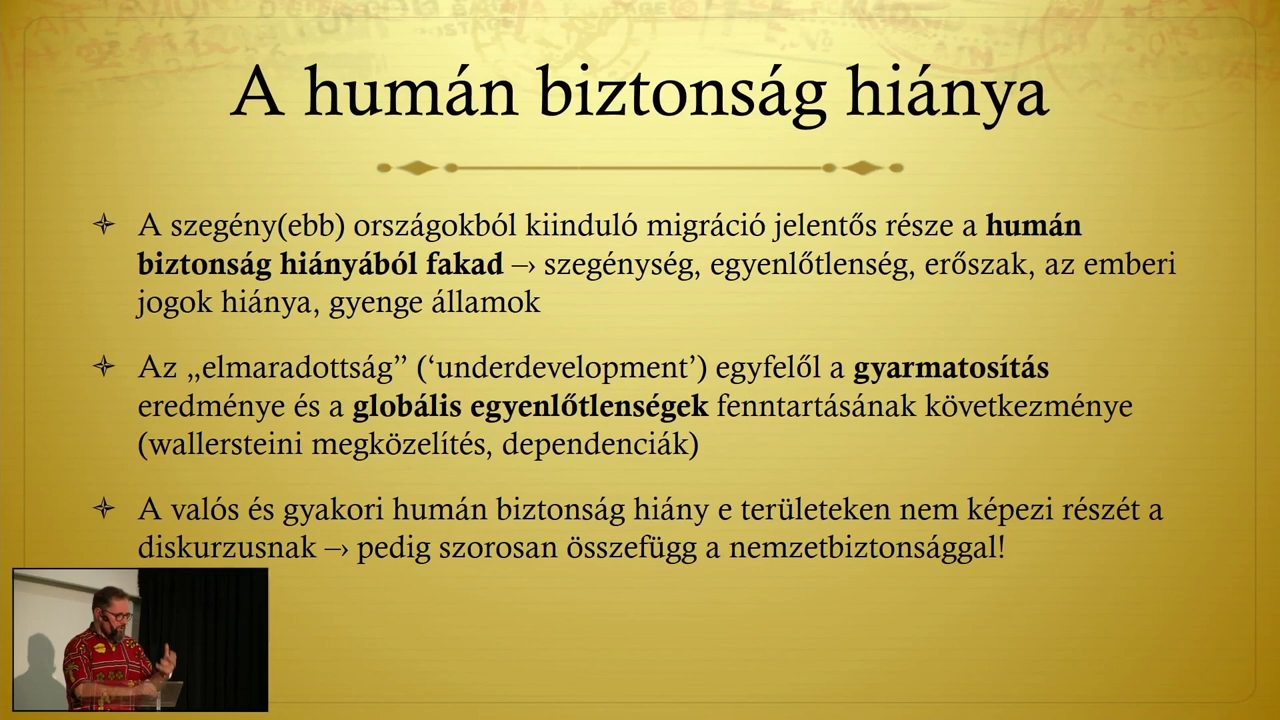 A humán biztonság hiánya
A szegény(ebb) országokból kiinduló migráció jelentős része a humán
biztonság hiányából fakad –› szegénység, egyenlőtlenség, erőszak, az emberi
jogok hiánya, gyenge államok
Az „elmaradottság” (‘underdevelopment’) egyfelől a gyarmatosítás
eredménye és a globális egyenlőtlenségek fenntartásának következménye
(wallersteini megközelítés, dependenciák)
A valós és gyakori humán biztonság hiány e területeken nem képezi részét a
diskurzusnak –› pedig szorosan összefügg a nemzetbiztonsággal!